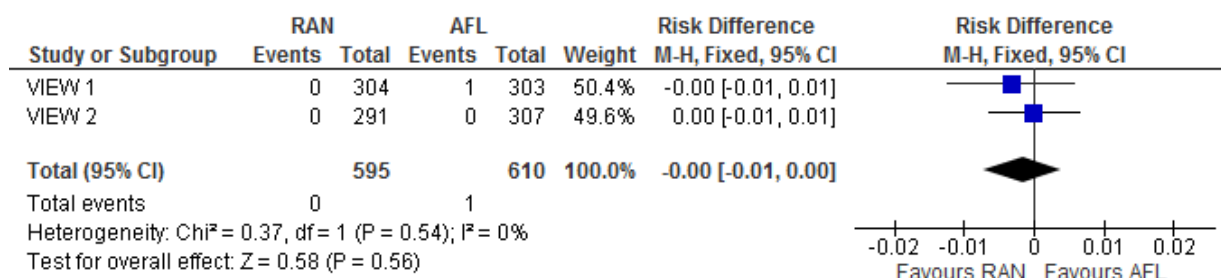 RAN AFL Risk Difference Risk Difference
Study or Subgroup Events Total Events Total Weight M-H, Fixed, 95% CI M-H, Fixed, 95% CI
VIEW 1 0 304 1 303 50.4% -0.00 [-0.01, 0.01]
VIEW 2 0 291 0 307 49.6% 0.00 [-0.01, 0.01]
Total (95% CI) 595 610 100.0% -0.00 [-0.01, 0.00]
Total events 0 1
Heterogeneity: Chi² = 0.37, df = 1 (P = 0.54); I² = 0%
Test for overall effect: Z = 0.58 (P = 0.56)
-0.02 -0.01 0 0.01 0.02
Favours RAN Favours AFL